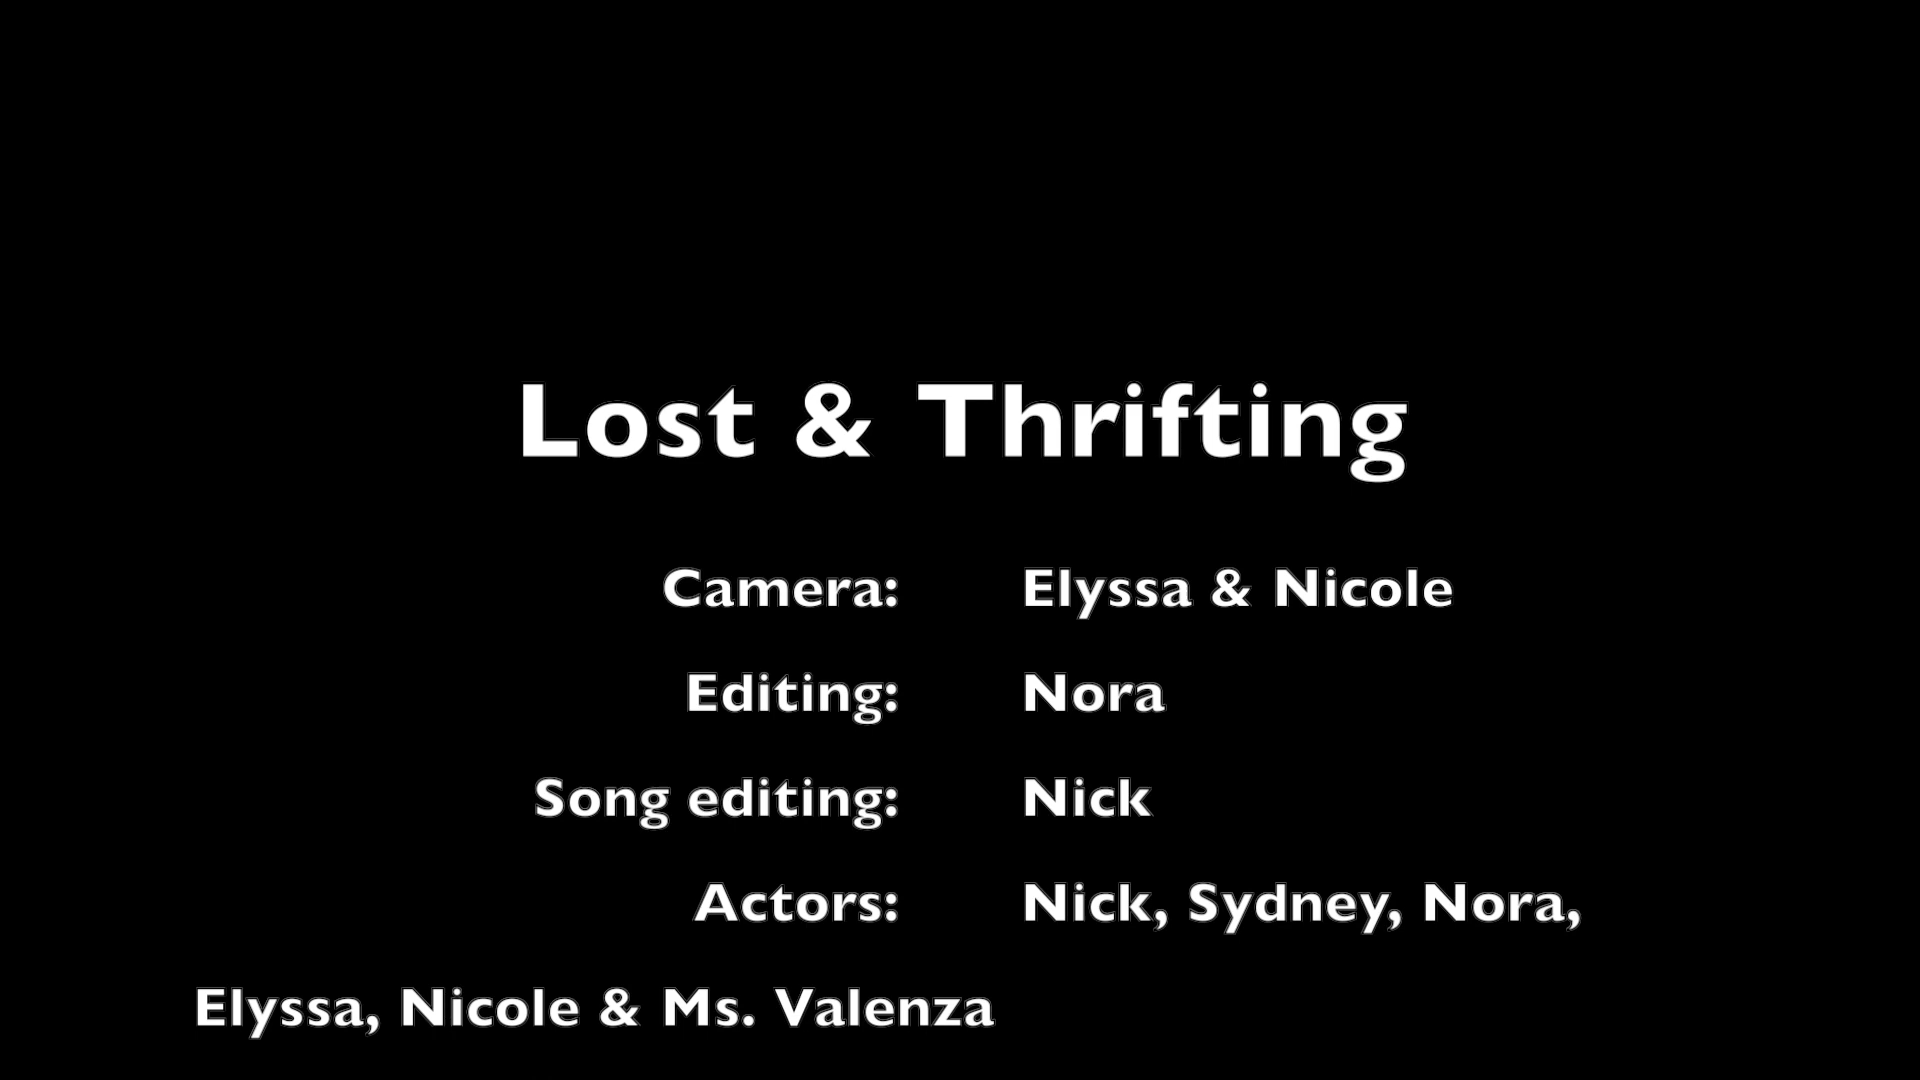 Lost & Thrifting
Camera: Elyssa & Nicole
Editing: Nora
Song editing: Nick
Actors: Nick, Sydney, Nora,
Elyssa, Nicole & Ms. Valenza